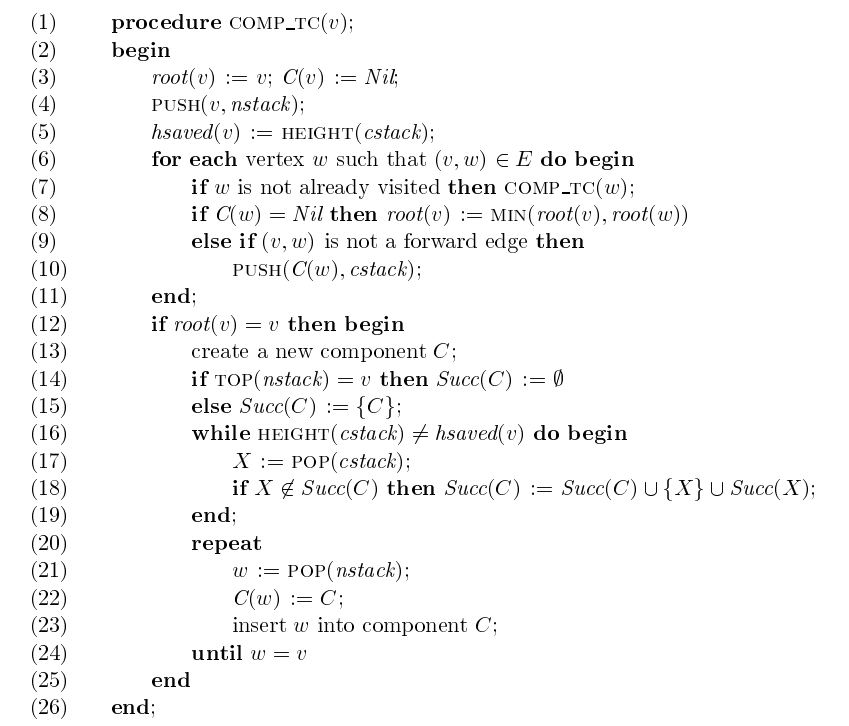 (1) procedure COMP_TC(v);
(2) begin
(3) root(v) := v; C(v) := Nil;
(4) PUSH(v, nstack);
(5) hsaved(v) := HEIGHT(cstack);
(6) for each vertex w such that (v, w) ∈ E do begin
(7) if w is not already visited then COMP_TC(w);
(8) if C(w) = Nil then root(v) := MIN(root(v), root(w))
(9) else if (v, w) is not a forward edge then
(10) PUSH(C(w), cstack);
(11) end;
(12) if root(v) = v then begin
(13) create a new component C;
(14) if TOP(nstack) = v then Succ(C) := ∅
(15) else Succ(C) := {C};
(16) while HEIGHT(cstack) ≠ hsaved(v) do begin
(17) X := POP(cstack);
(18) if X ∉ Succ(C) then Succ(C) := Succ(C) ∪ {X} ∪ Succ(X);
(19) end;
(20) repeat
(21) w := POP(nstack);
(22) C(w) := C;
(23) insert w into component C;
(24) until w = v
(25) end
(26) end;